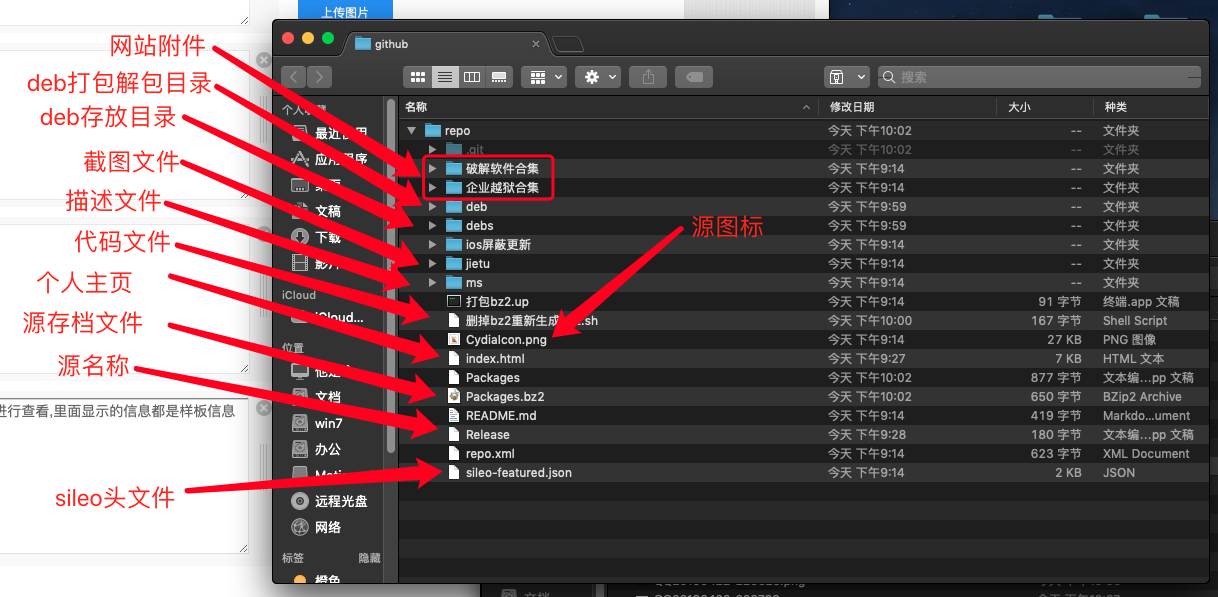 上传图片
github
搜索
网站附件
deb打包解包目录
deb存放目录
截图文件
描述文件
代码文件
个人主页
源存档文件
源名称
sileo头文件
源图标
进行查看,里面显示的信息都是样板信息
个人收藏
最近使用
应用程序
桌面
文稿
下载
影片
iCloud
iCloud...
位置
文档
win7
办公
远程光盘
网络
标签 隐藏
橙色
名称 修改日期 大小 种类
repo 今天 下午10:02 -- 文件夹
.git 今天 下午10:02 -- 文件夹
破解软件合集 今天 下午9:14 -- 文件夹
企业越狱合集 今天 下午9:14 -- 文件夹
deb 今天 下午9:59 -- 文件夹
debs 今天 下午9:59 -- 文件夹
ios屏蔽更新 今天 下午9:14 -- 文件夹
jietu 今天 下午9:14 -- 文件夹
ms 今天 下午9:14 -- 文件夹
打包bz2.up 今天 下午9:14 91 字节 终端.app 文稿
删掉bz2重新生成 .sh 今天 下午10:00 167 字节 Shell Script
CydiaIcon.png 今天 下午9:14 27 KB PNG 图像
index.html 今天 下午9:27 7 KB HTML 文本
Packages 今天 下午10:02 877 字节 文本编...pp 文稿
Packages.bz2 今天 下午10:02 650 字节 BZip2 Archive
README.md 今天 下午9:14 419 字节 Markdo...ument
Release 今天 下午9:28 180 字节 文本编...pp 文稿
repo.xml 今天 下午9:14 623 字节 XML Document
sileo-featured.json 今天 下午9:14 2 KB JSON
文档